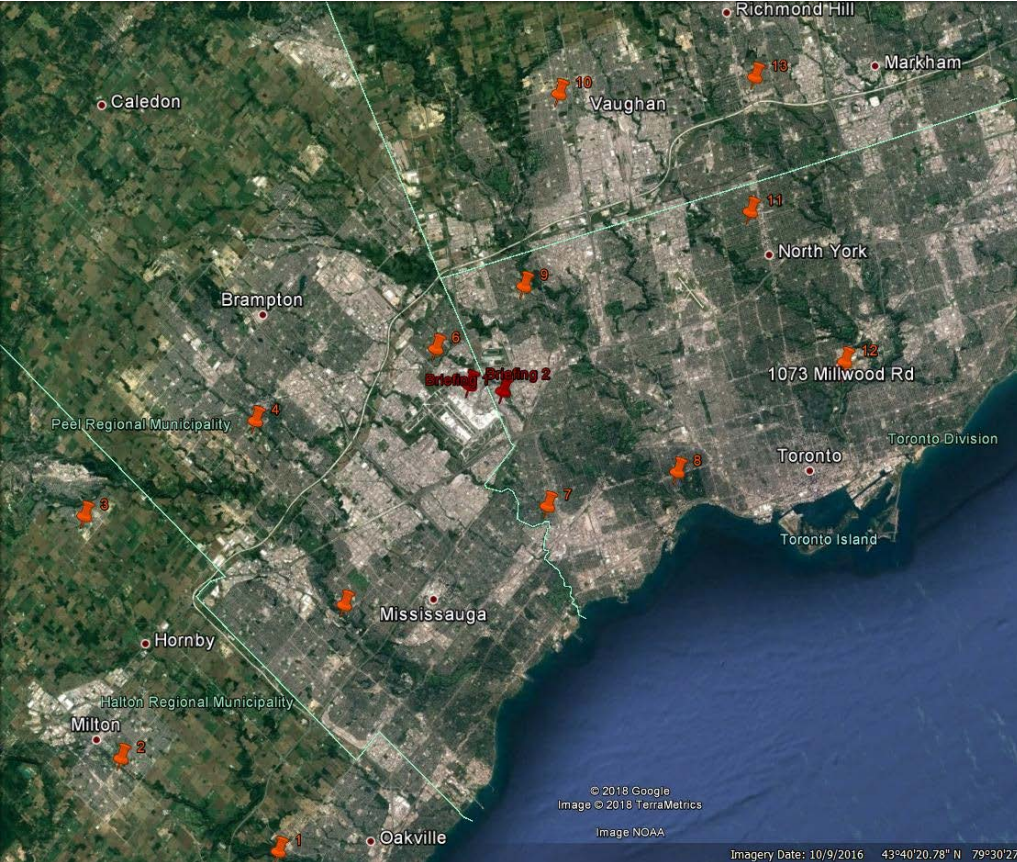 Richmond Hill
13
Markham
10
Vaughan
Caledon
11
North York
9
Brampton
6
12
Briefing
Briefing 2
1073 Millwood Rd
4
Peel Regional Municipality
Toronto Division
Toronto
8
3
7
Toronto Island
Mississauga
Hornby
Halton Regional Municipality
Milton
2
© 2018 Google
Image © 2018 TerraMetrics
Image NOAA
1
Oakville
Imagery Date: 10/9/2016 43°40'20.78" N 79°30'27